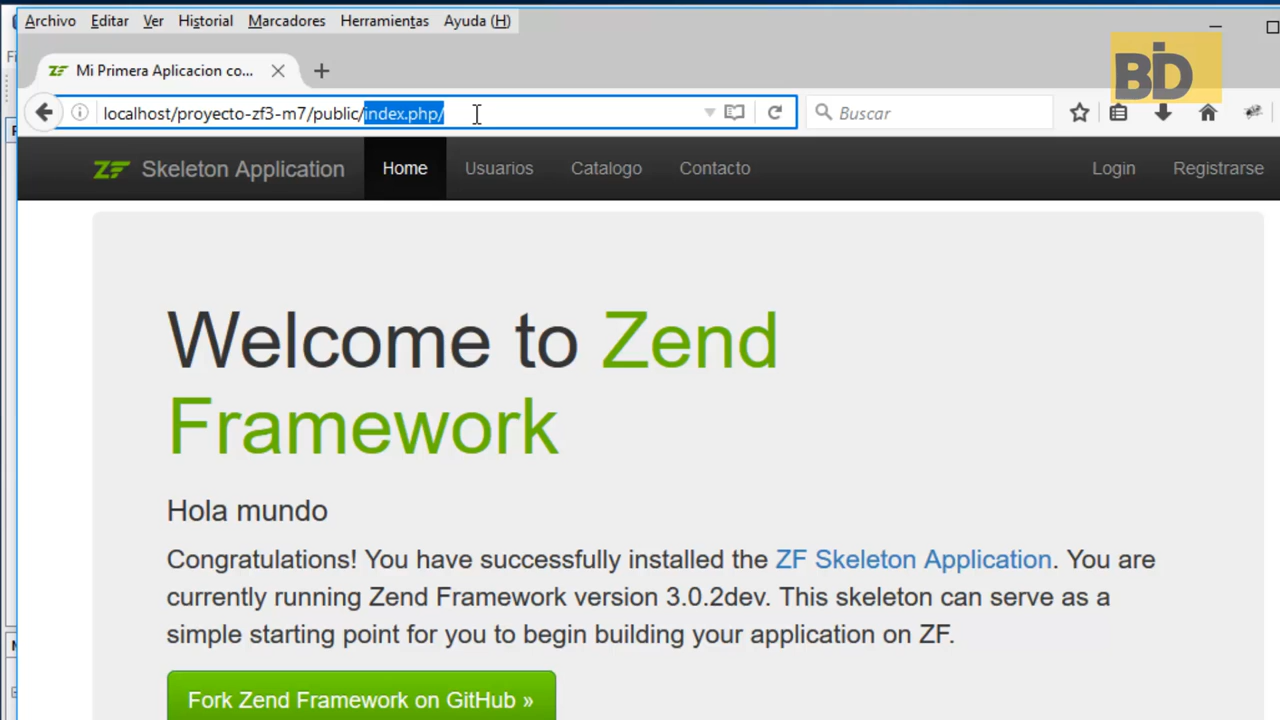 Archivo Editar Ver Historial Marcadores Herramientas Ayuda (H)
BID
ZF Mi Primera Aplicacion co...
localhost/proyecto-zf3-m7/public/index.php/
Buscar
ZF Skeleton Application Home Usuarios Catalogo Contacto Login Registrarse
Welcome to Zend
Framework
Hola mundo
Congratulations! You have successfully installed the ZF Skeleton Application. You are
currently running Zend Framework version 3.0.2dev. This skeleton can serve as a
simple starting point for you to begin building your application on ZF.
Fork Zend Framework on GitHub »